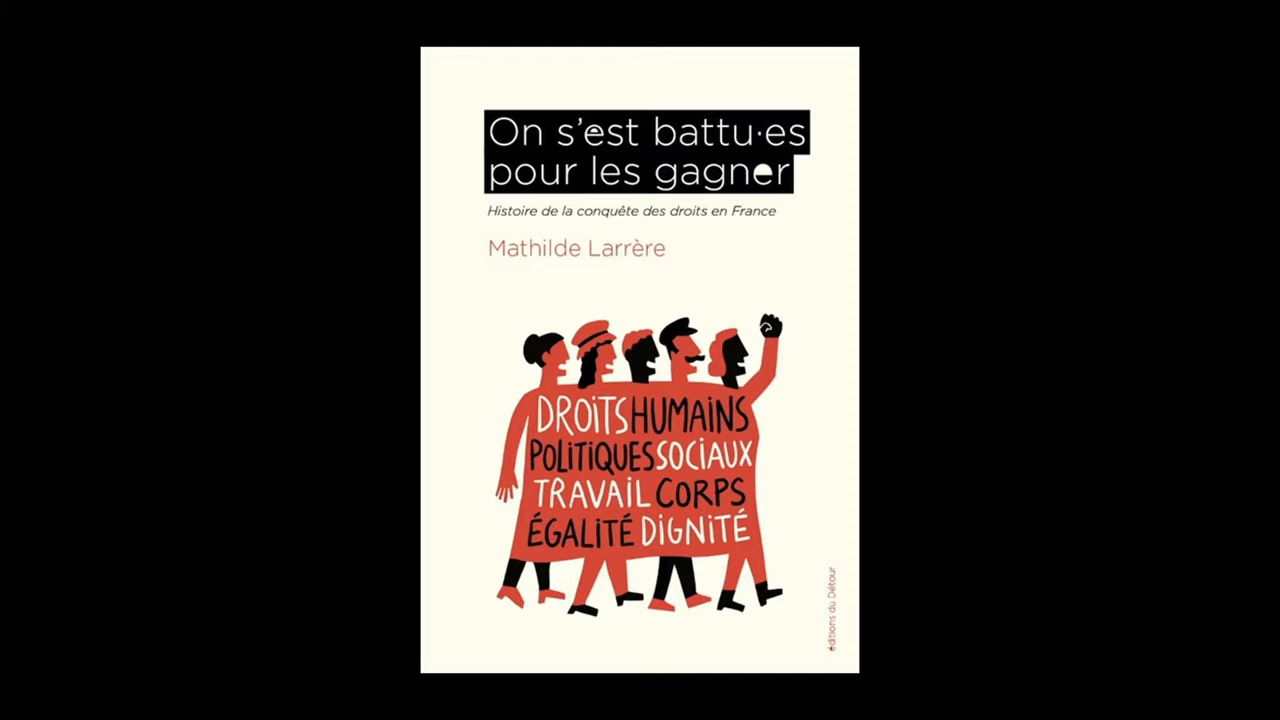 On s'est battu·es
pour les gagner
Histoire de la conquête des droits en France
Mathilde Larrère
DROITS HUMAINS
POLITIQUES SOCIAUX
TRAVAIL CORPS
ÉGALITÉ DIGNITÉ
éditions du Détour